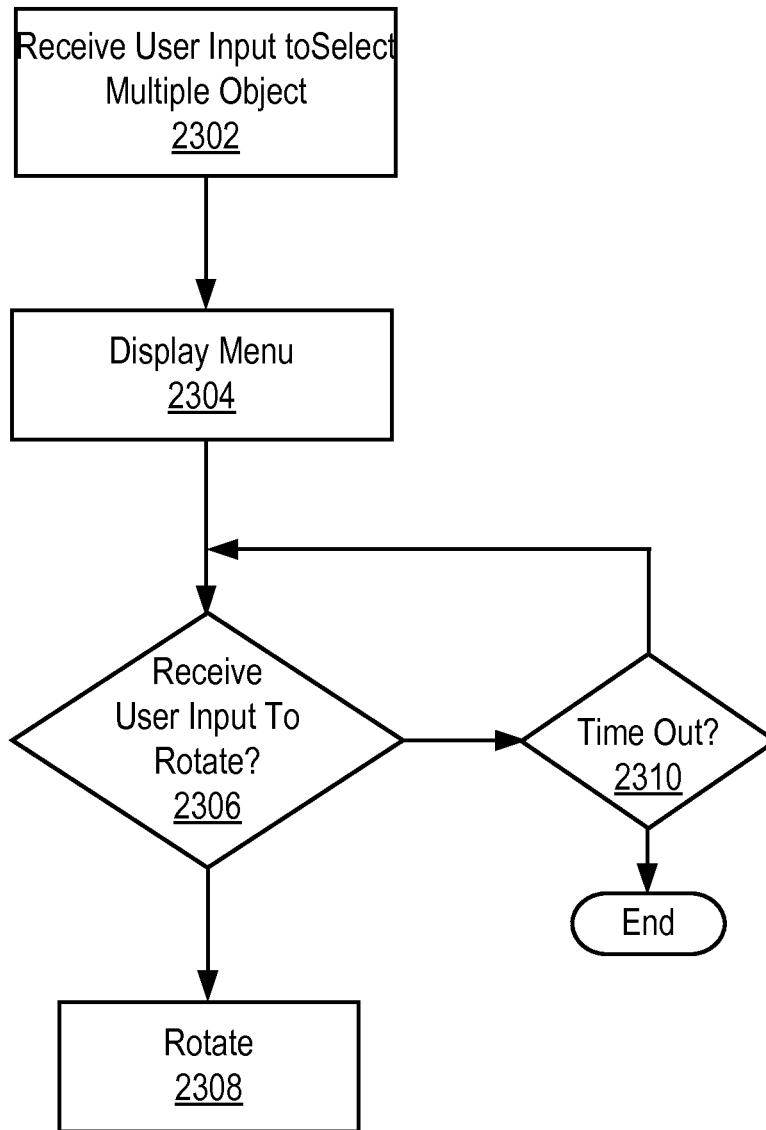 Receive User Input toSelect
Multiple Object
2302
Display Menu
2304
Receive
User Input To
Rotate?
2306
Time Out?
2310
End
Rotate
2308